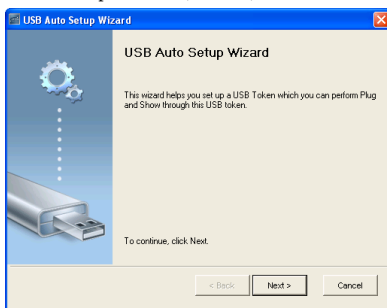 USB Auto Setup Wizard
USB Auto Setup Wizard
This wizard helps you set up a USB Token which you can perform Plug
and Show through this USB token.
To continue, click Next.
< Back
Next >
Cancel